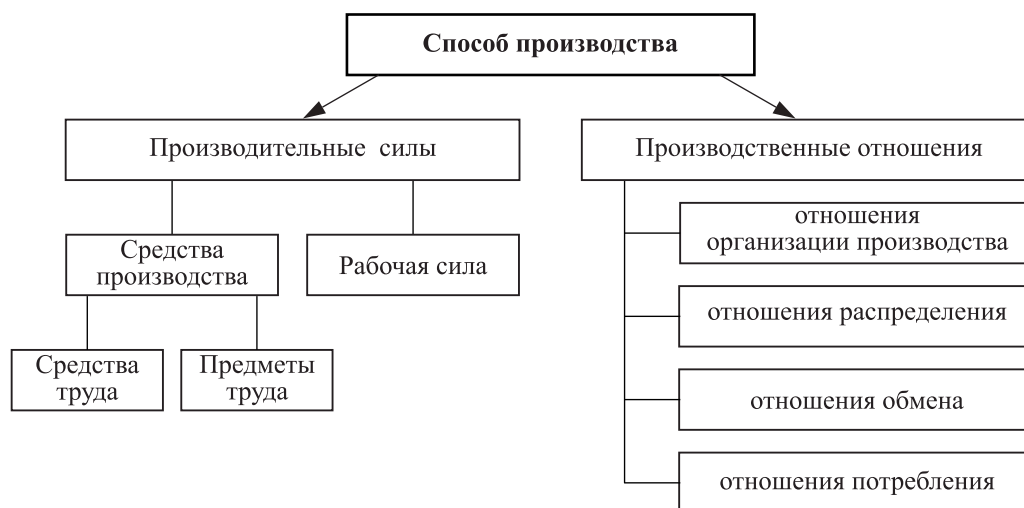 Способ производства
Производительные силы
Производственные отношения
Средства
производства
Рабочая сила
Средства
труда
Предметы
труда
отношения
организации производства
отношения распределения
отношения обмена
отношения потребления